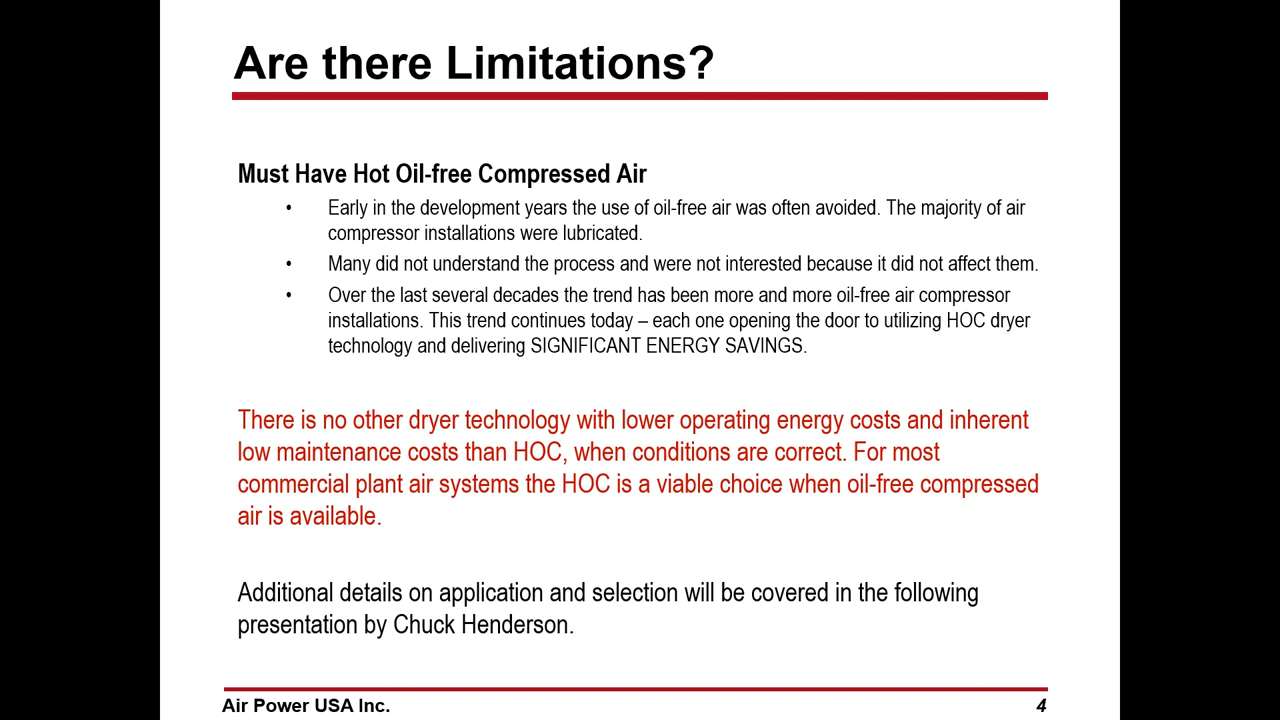 Are there Limitations?
Must Have Hot Oil-free Compressed Air
• Early in the development years the use of oil-free air was often avoided. The majority of air
compressor installations were lubricated.
• Many did not understand the process and were not interested because it did not affect them.
• Over the last several decades the trend has been more and more oil-free air compressor
installations. This trend continues today – each one opening the door to utilizing HOC dryer
technology and delivering SIGNIFICANT ENERGY SAVINGS.
There is no other dryer technology with lower operating energy costs and inherent
low maintenance costs than HOC, when conditions are correct. For most
commercial plant air systems the HOC is a viable choice when oil-free compressed
air is available.
Additional details on application and selection will be covered in the following
presentation by Chuck Henderson.
Air Power USA Inc. 4